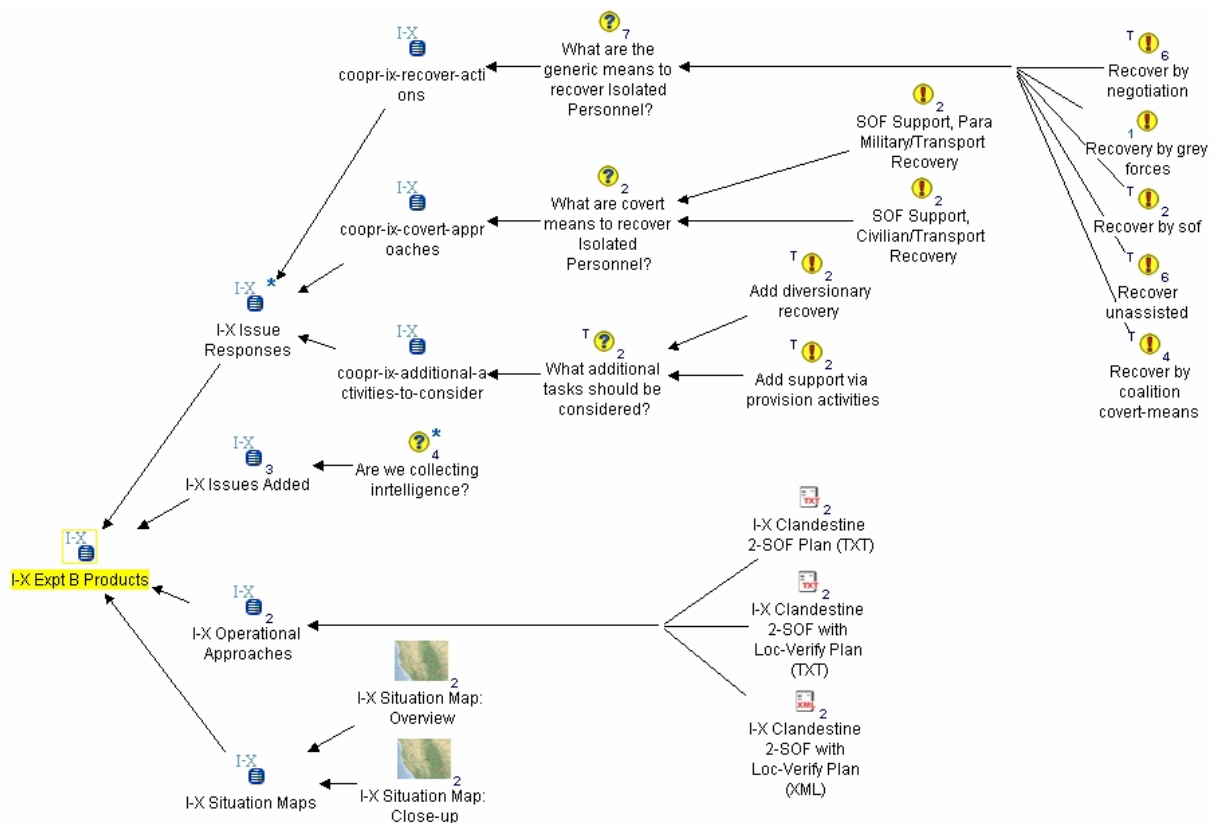 I-X
coopr-ix-recover-acti
ons
7
What are the
generic means to
recover Isolated
Personnel?
T
6
Recover by
negotiation
1
Recovery by grey
forces
T
2
Recover by sof
T
6
Recover
unassisted
T
4
Recover by
coalition
covert-means
2
SOF Support, Para
Military/Transport
Recovery
2
SOF Support,
Civilian/Transport
Recovery
I-X
coopr-ix-covert-appr
oaches
2
What are covert
means to recover
Isolated
Personnel?
I-X *
I-X Issue
Responses
I-X
coopr-ix-additional-a
ctivities-to-consider
T
2
What additional
tasks should be
considered?
T
2
Add diversionary
recovery
T
2
Add support via
provision activities
I-X
3
I-X Issues Added
*
4
Are we collecting
inrtelligence?
I-X
I-X Expt B Products
I-X
2
I-X Operational
Approaches
TXT
2
I-X Clandestine
2-SOF Plan (TXT)
TXT
2
I-X Clandestine
2-SOF with
Loc-Verify Plan
(TXT)
XML
2
I-X Clandestine
2-SOF with
Loc-Verify Plan
(XML)
2
I-X Situation Map:
Overview
I-X
I-X Situation Maps
2
I-X Situation Map:
Close-up